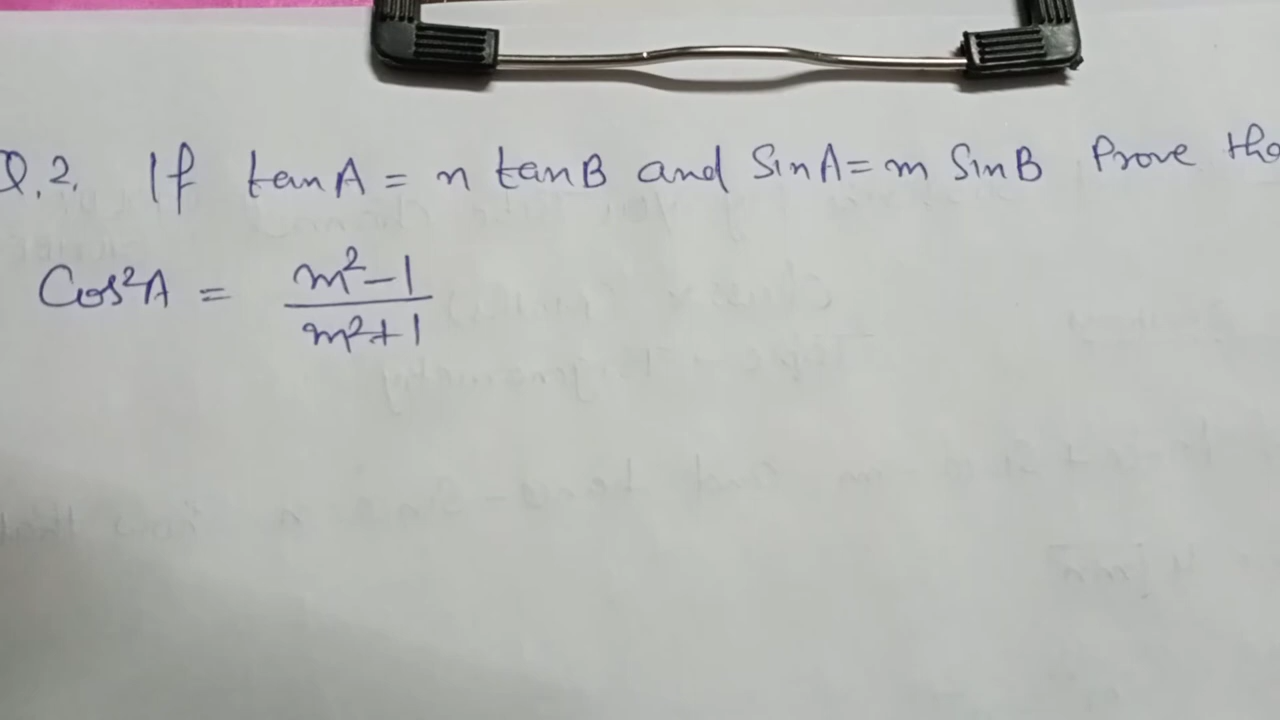 Q.2. If tanA = n tanB and SinA = m SinB Prove tha
Cos²A = m²-1
m²+1